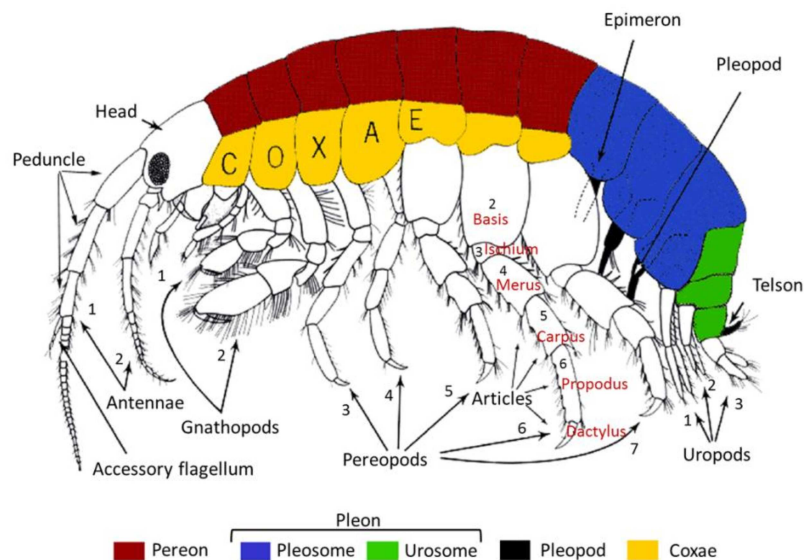 Epimeron
Pleopod
Head
Peduncle
C O X A E
2
Basis
3 Ischium
4
Merus
1
1
Telson
5
Carpus
2
2
6
Propodus
Antennae
Gnathopods
3
4
5
Articles
6
Dactylus
7
1
2
3
Accessory flagellum
Pereopods
Uropods
Pleon
Pereon
Pleosome
Urosome
Pleopod
Coxae